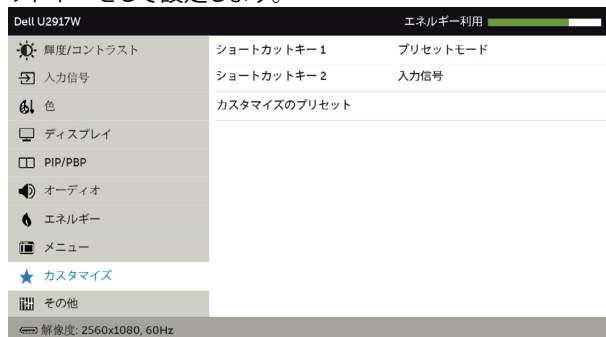 Dell U2917W エネルギー利用
輝度/コントラスト ショートカットキー 1 プリセットモード
入力信号 ショートカットキー 2 入力信号
色 カスタマイズのプリセット
ディスプレイ
PIP/PBP
オーディオ
エネルギー
メニュー
カスタマイズ
その他
解像度: 2560x1080, 60Hz